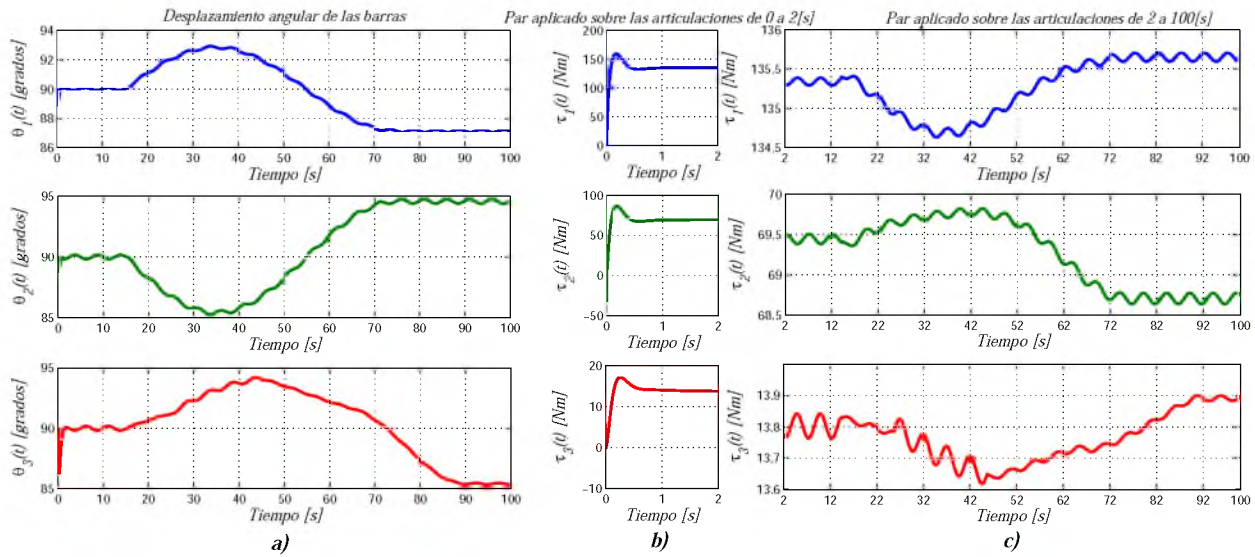 Desplazamiento angular de las barras
Par aplicado sobre las articulaciones de 0 a 2[s]
Par aplicado sobre las articulaciones de 2 a 100[s]
θ1(t) [grados]
94
92
90
88
86
0 10 20 30 40 50 60 70 80 90 100
Tiempo [s]
τ1(t) [Nm]
200
150
100
50
0
0 1 2
Tiempo [s]
τ1(t) [Nm]
136
135,5
135
134,5
2 12 22 32 42 52 62 72 82 92 100
Tiempo [s]
θ2(t) [grados]
95
90
85
0 10 20 30 40 50 60 70 80 90 100
Tiempo [s]
τ2(t) [Nm]
100
50
0
−50
0 1 2
Tiempo [s]
τ2(t) [Nm]
70
69.5
69
68.5
2 12 22 32 42 52 62 72 82 92 100
Tiempo [s]
θ3(t) [grados]
95
90
85
0 10 20 30 40 50 60 70 80 90 100
Tiempo [s]
τ3(t) [Nm]
20
10
0
−10
0 1 2
Tiempo [s]
τ3(t) [Nm]
13.9
13.8
13.7
13.6
2 12 22 32 42 52 62 72 82 92 100
Tiempo [s]
a)
b)
c)